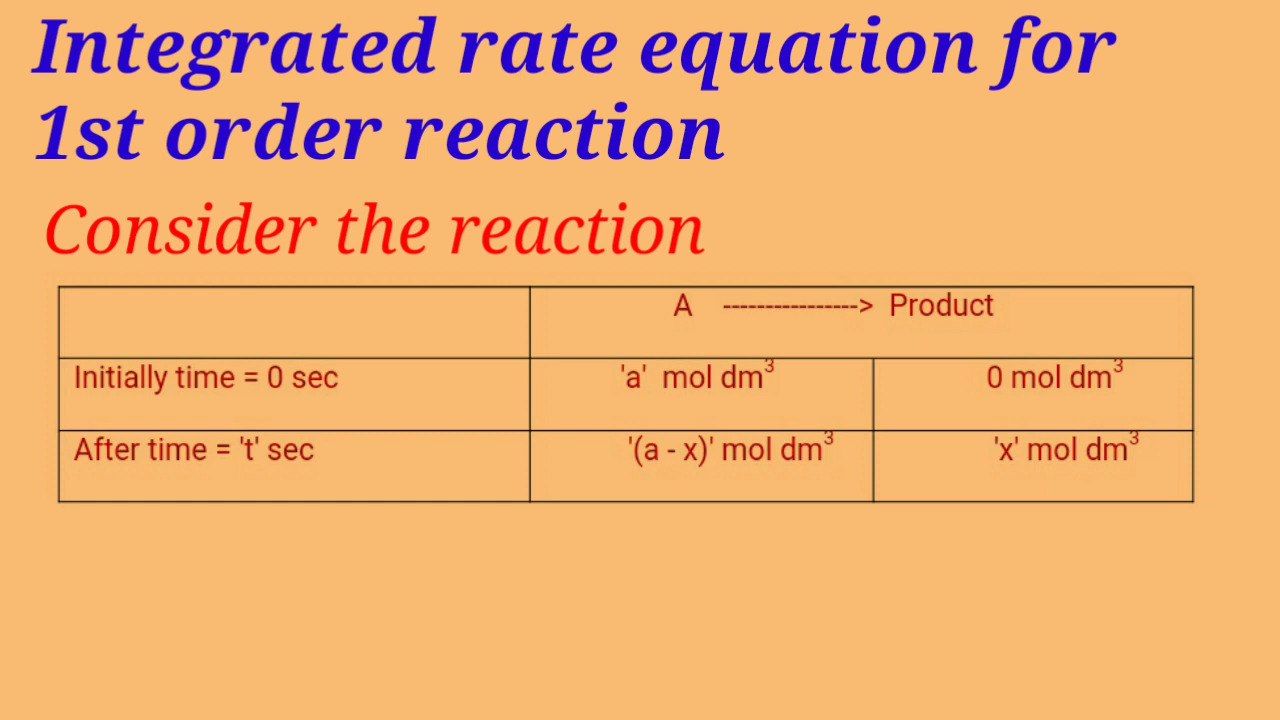 Integrated rate equation for
1st order reaction
Consider the reaction
A ----------------> Product
Initially time = 0 sec 'a' mol dm³ 0 mol dm³
After time = 't' sec '(a - x)' mol dm³ 'x' mol dm³